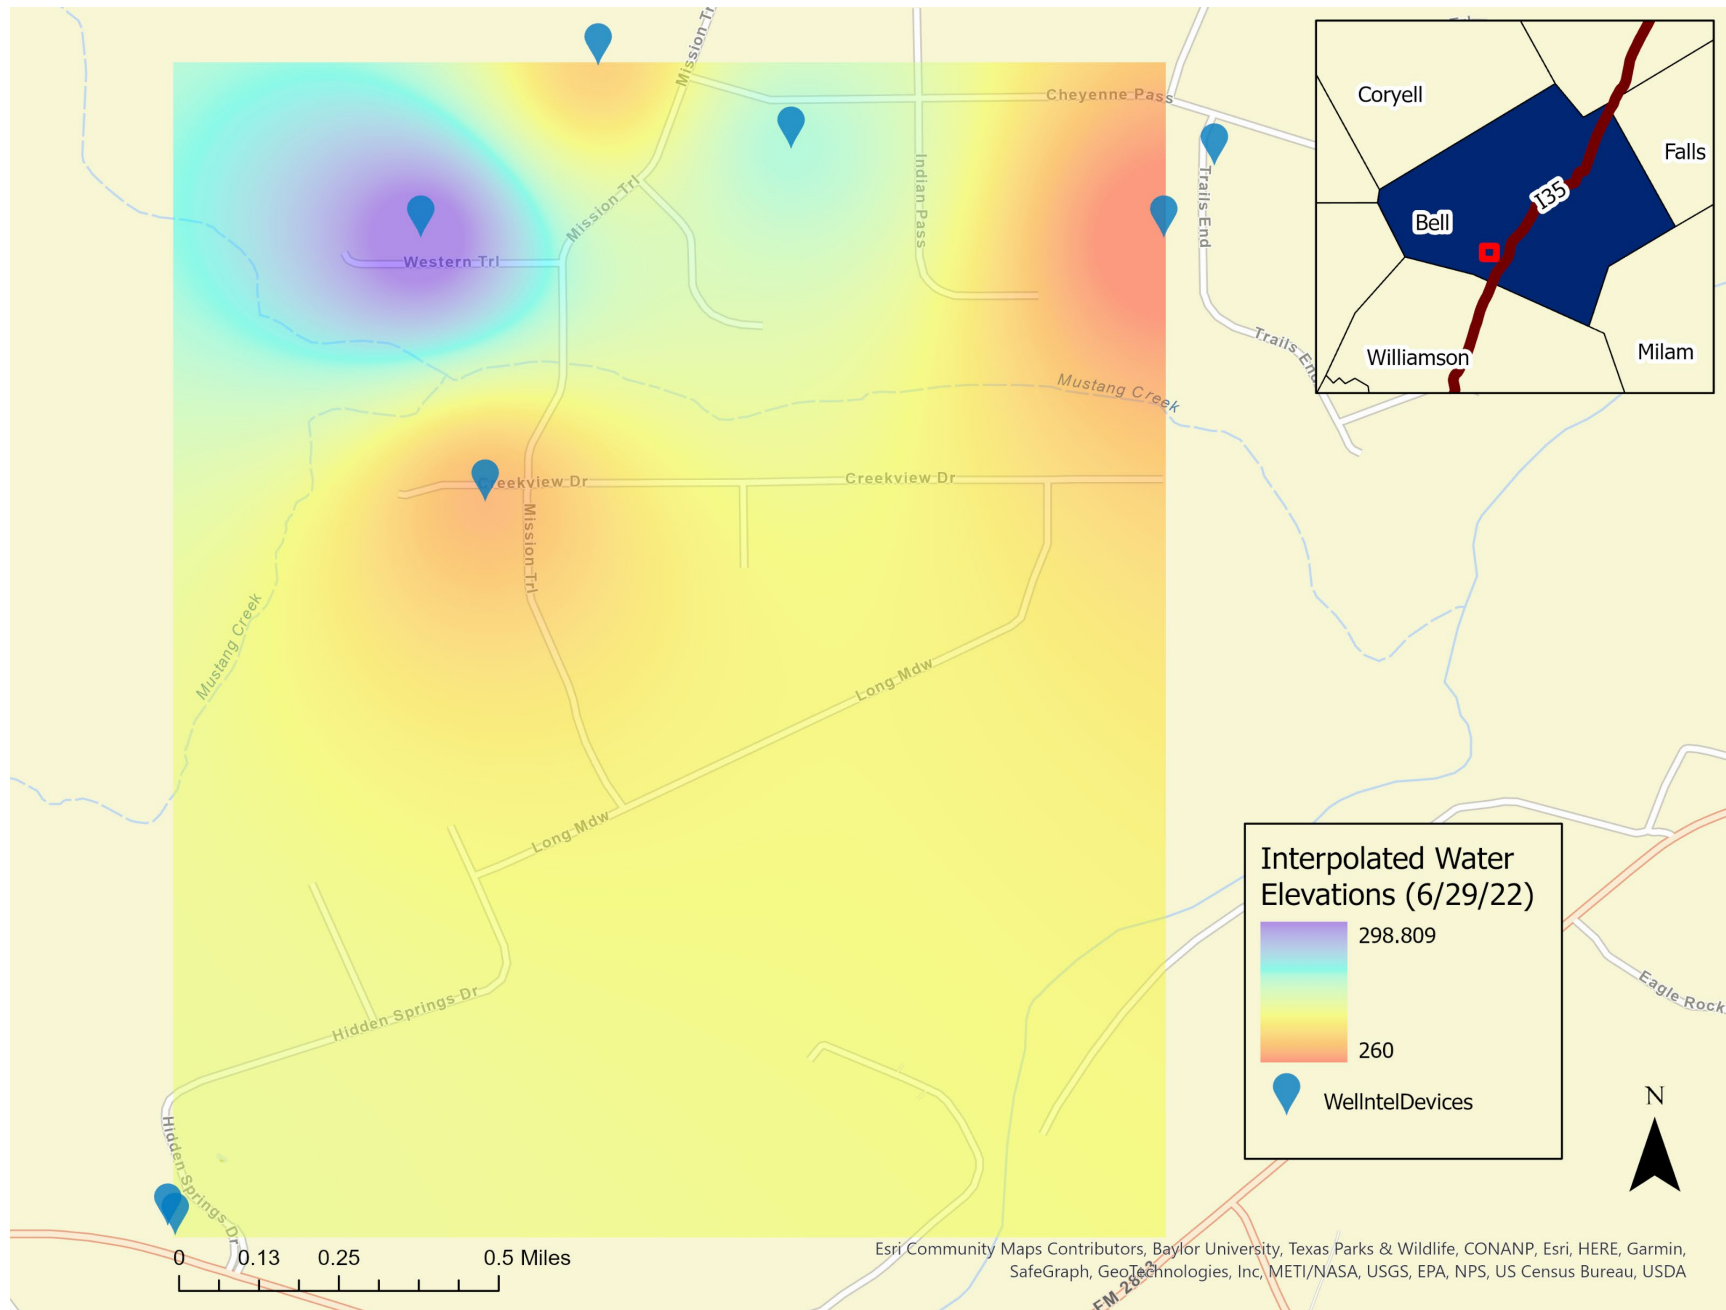 Mission Tr
Cheyenne Pass
Mission Trl
Indian Pass
Trails End
Western Trl
Trails End
Mustang Creek
Creekview Dr
Creekview Dr
Mission Trl
Mustang Creek
Long Mdw
Long Mdw
Hidden Springs Dr
Hidden Springs Dr
Eagle Rock
FM 2843
Coryell
Falls
I35
Bell
Williamson
Milam
Interpolated Water
Elevations (6/29/22)
298.809
260
WellntelDevices
N
0 0.13 0.25 0.5 Miles
Esri Community Maps Contributors, Baylor University, Texas Parks & Wildlife, CONANP, Esri, HERE, Garmin,
SafeGraph, GeoTechnologies, Inc, METI/NASA, USGS, EPA, NPS, US Census Bureau, USDA